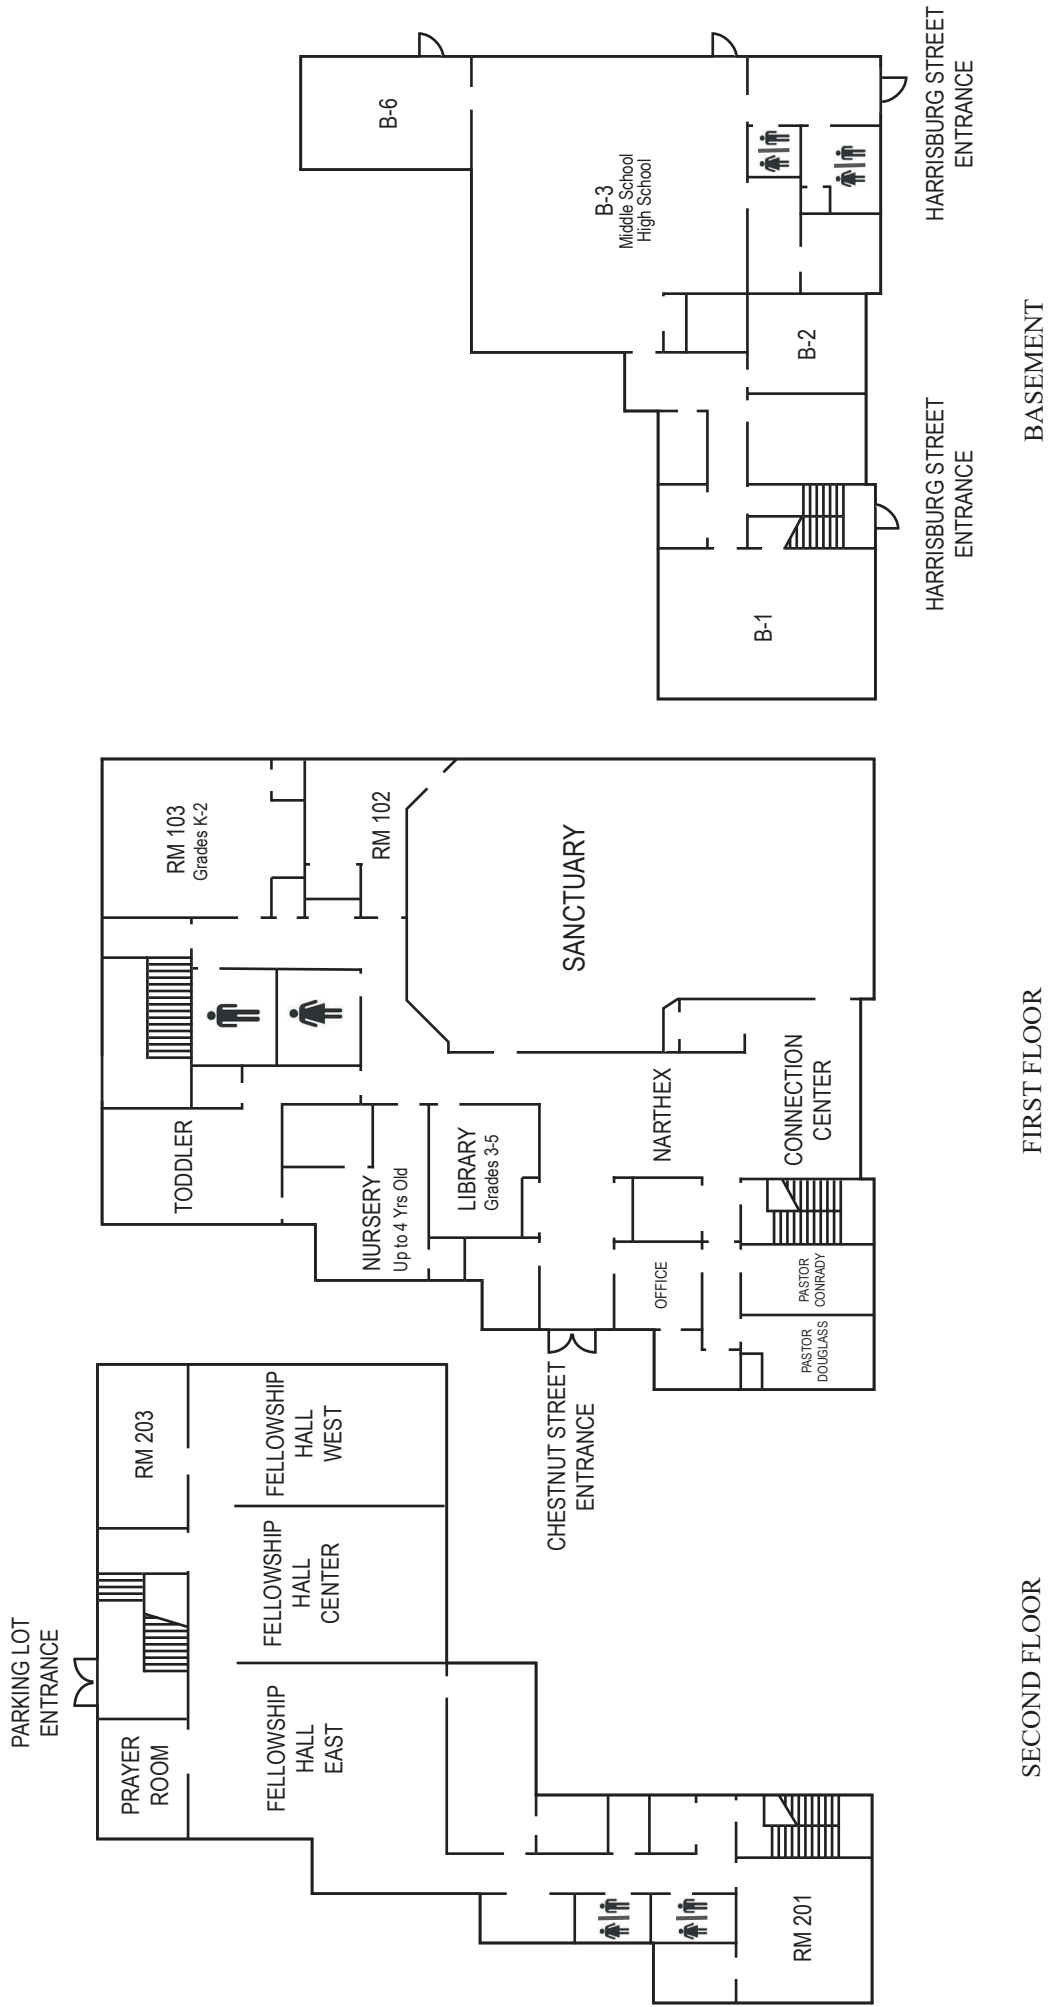 PARKING LOT
ENTRANCE
PRAYER
ROOM
RM 203
FELLOWSHIP
HALL
EAST
FELLOWSHIP
HALL
CENTER
FELLOWSHIP
HALL
WEST
RM 201
SECOND FLOOR
TODDLER
RM 103
Grades K-2
RM 102
NURSERY
Up to 4 Yrs Old
LIBRARY
Grades 3-5
SANCTUARY
CHESTNUT STREET
ENTRANCE
OFFICE
NARTHEX
PASTOR
DOUGLASS
PASTOR
CONRADY
CONNECTION
CENTER
FIRST FLOOR
B-6
B-3
Middle School
High School
B-1
B-2
HARRISBURG STREET
ENTRANCE
HARRISBURG STREET
ENTRANCE
BASEMENT